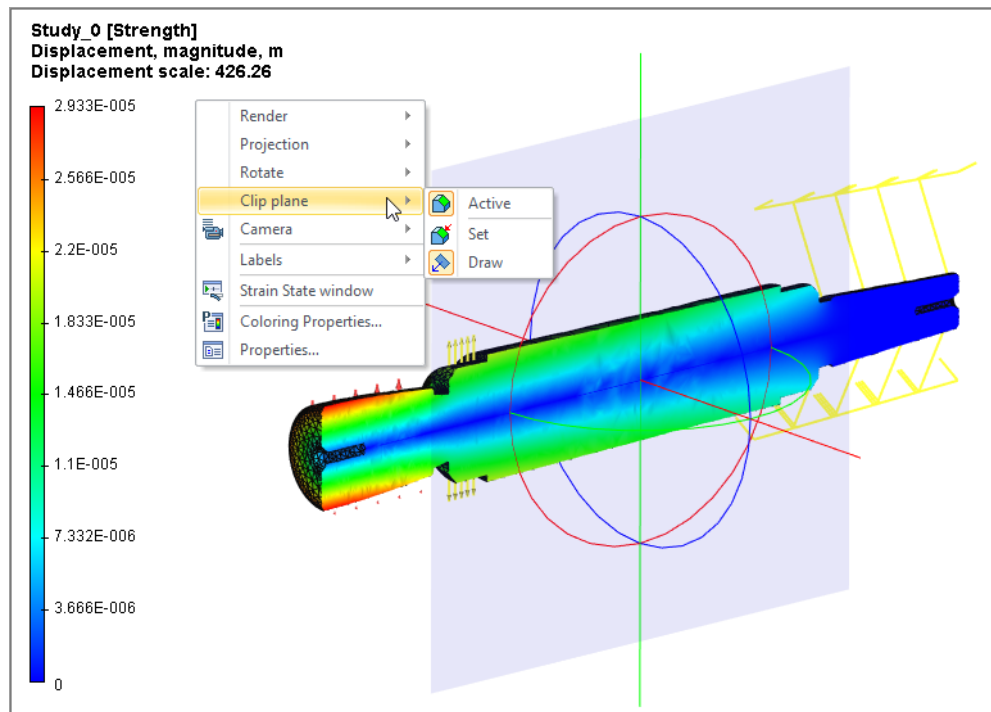 Study_0 [Strength]
Displacement, magnitude, m
Displacement scale: 426.26
2.933E-005
2.566E-005
2.2E-005
1.833E-005
1.466E-005
1.1E-005
7.332E-006
3.666E-006
0
Render
Projection
Rotate
Clip plane
Camera
Labels
Strain State window
Coloring Properties...
Properties...
Active
Set
Draw